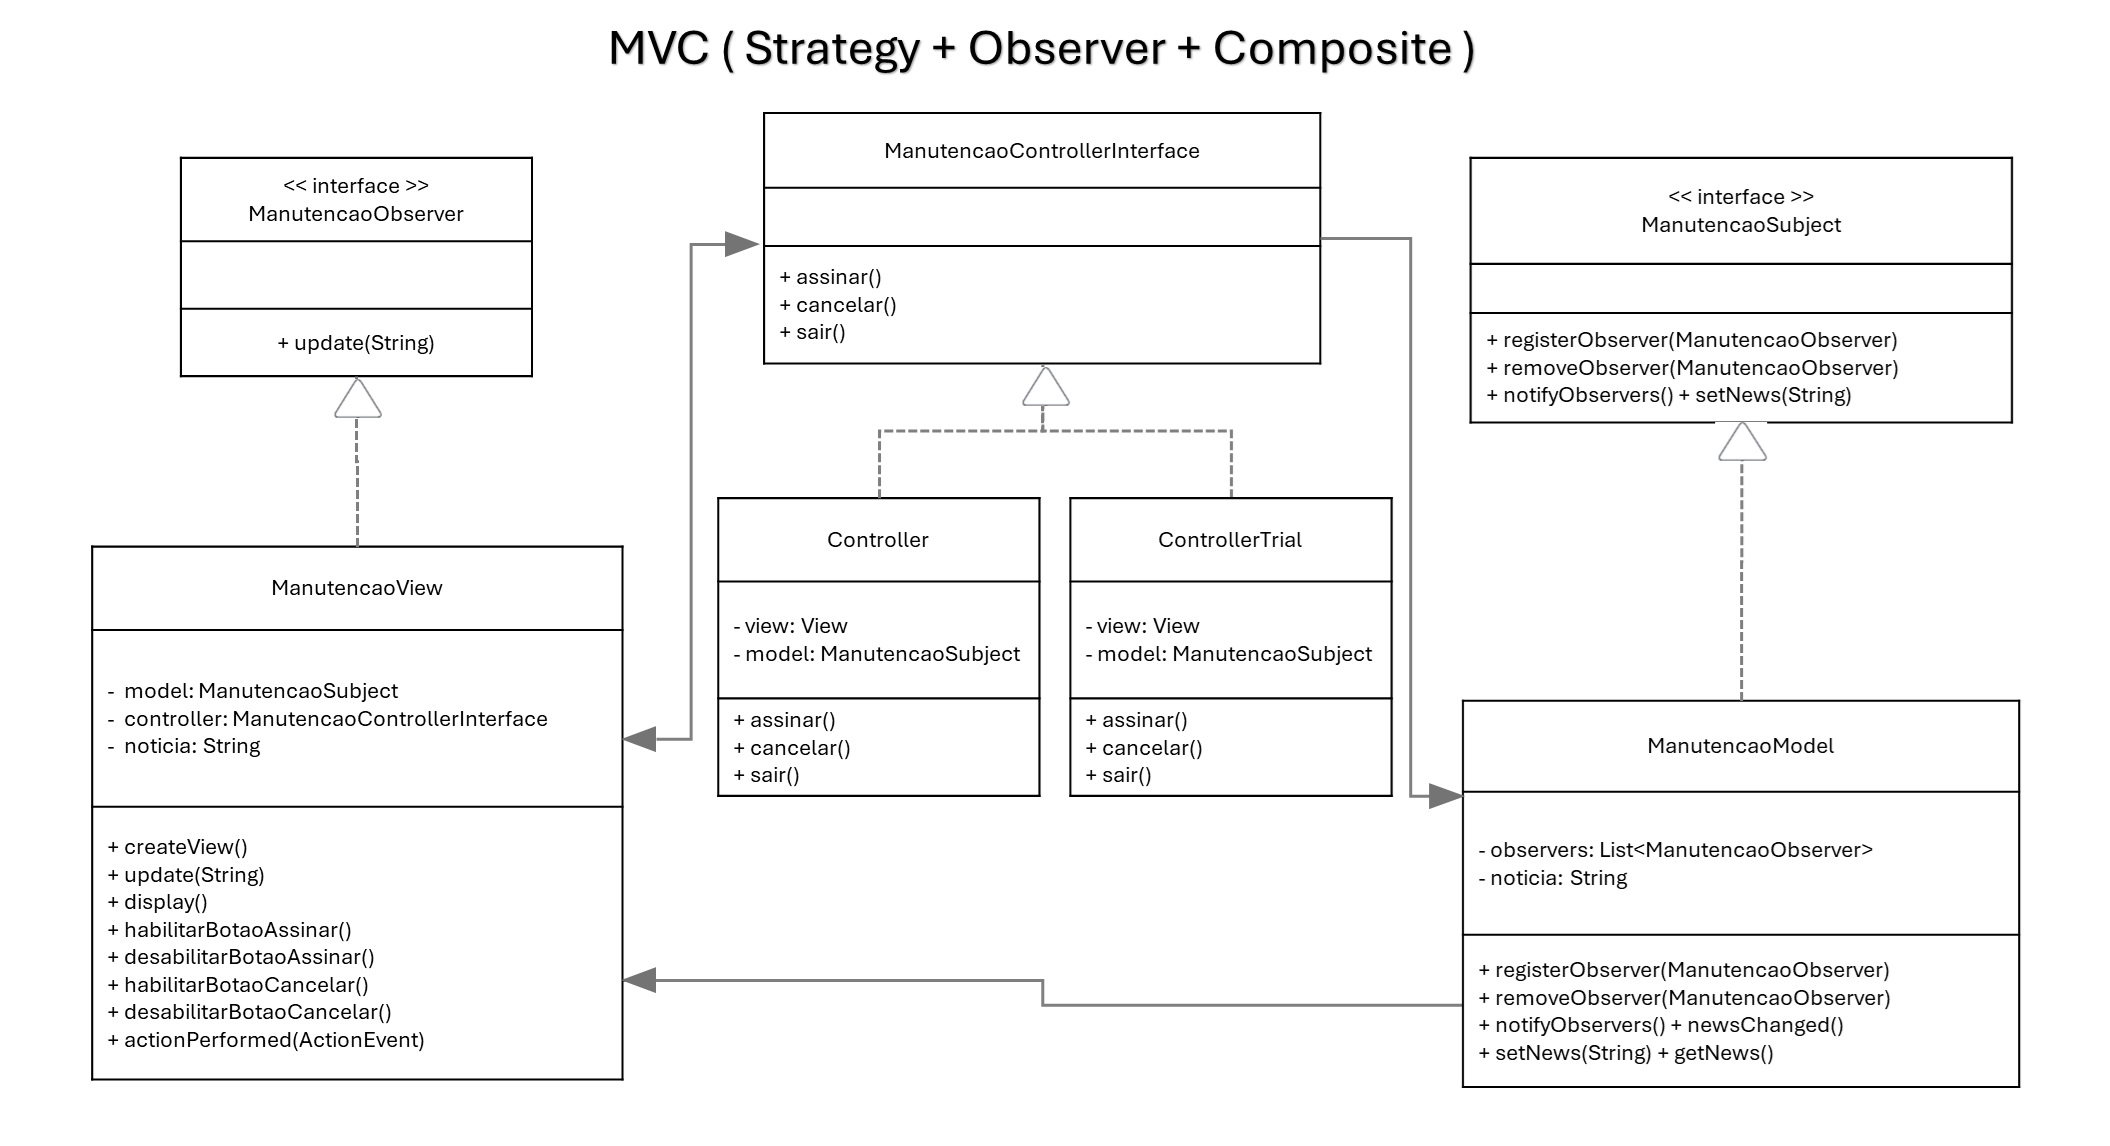 MVC ( Strategy + Observer + Composite )
<< interface >>
ManutencaoObserver
+ update(String)
ManutencaoControllerInterface
+ assinar()
+ cancelar()
+ sair()
<< interface >>
ManutencaoSubject
+ registerObserver(ManutencaoObserver)
+ removeObserver(ManutencaoObserver)
+ notifyObservers() + setNews(String)
ManutencaoView
- model: ManutencaoSubject
- controller: ManutencaoControllerInterface
- noticia: String
+ createView()
+ update(String)
+ display()
+ habilitarBotaoAssinar()
+ desabilitarBotaoAssinar()
+ habilitarBotaoCancelar()
+ desabilitarBotaoCancelar()
+ actionPerformed(ActionEvent)
Controller
- view: View
- model: ManutencaoSubject
+ assinar()
+ cancelar()
+ sair()
ControllerTrial
- view: View
- model: ManutencaoSubject
+ assinar()
+ cancelar()
+ sair()
ManutencaoModel
- observers: List<ManutencaoObserver>
- noticia: String
+ registerObserver(ManutencaoObserver)
+ removeObserver(ManutencaoObserver)
+ notifyObservers() + newsChanged()
+ setNews(String) + getNews()